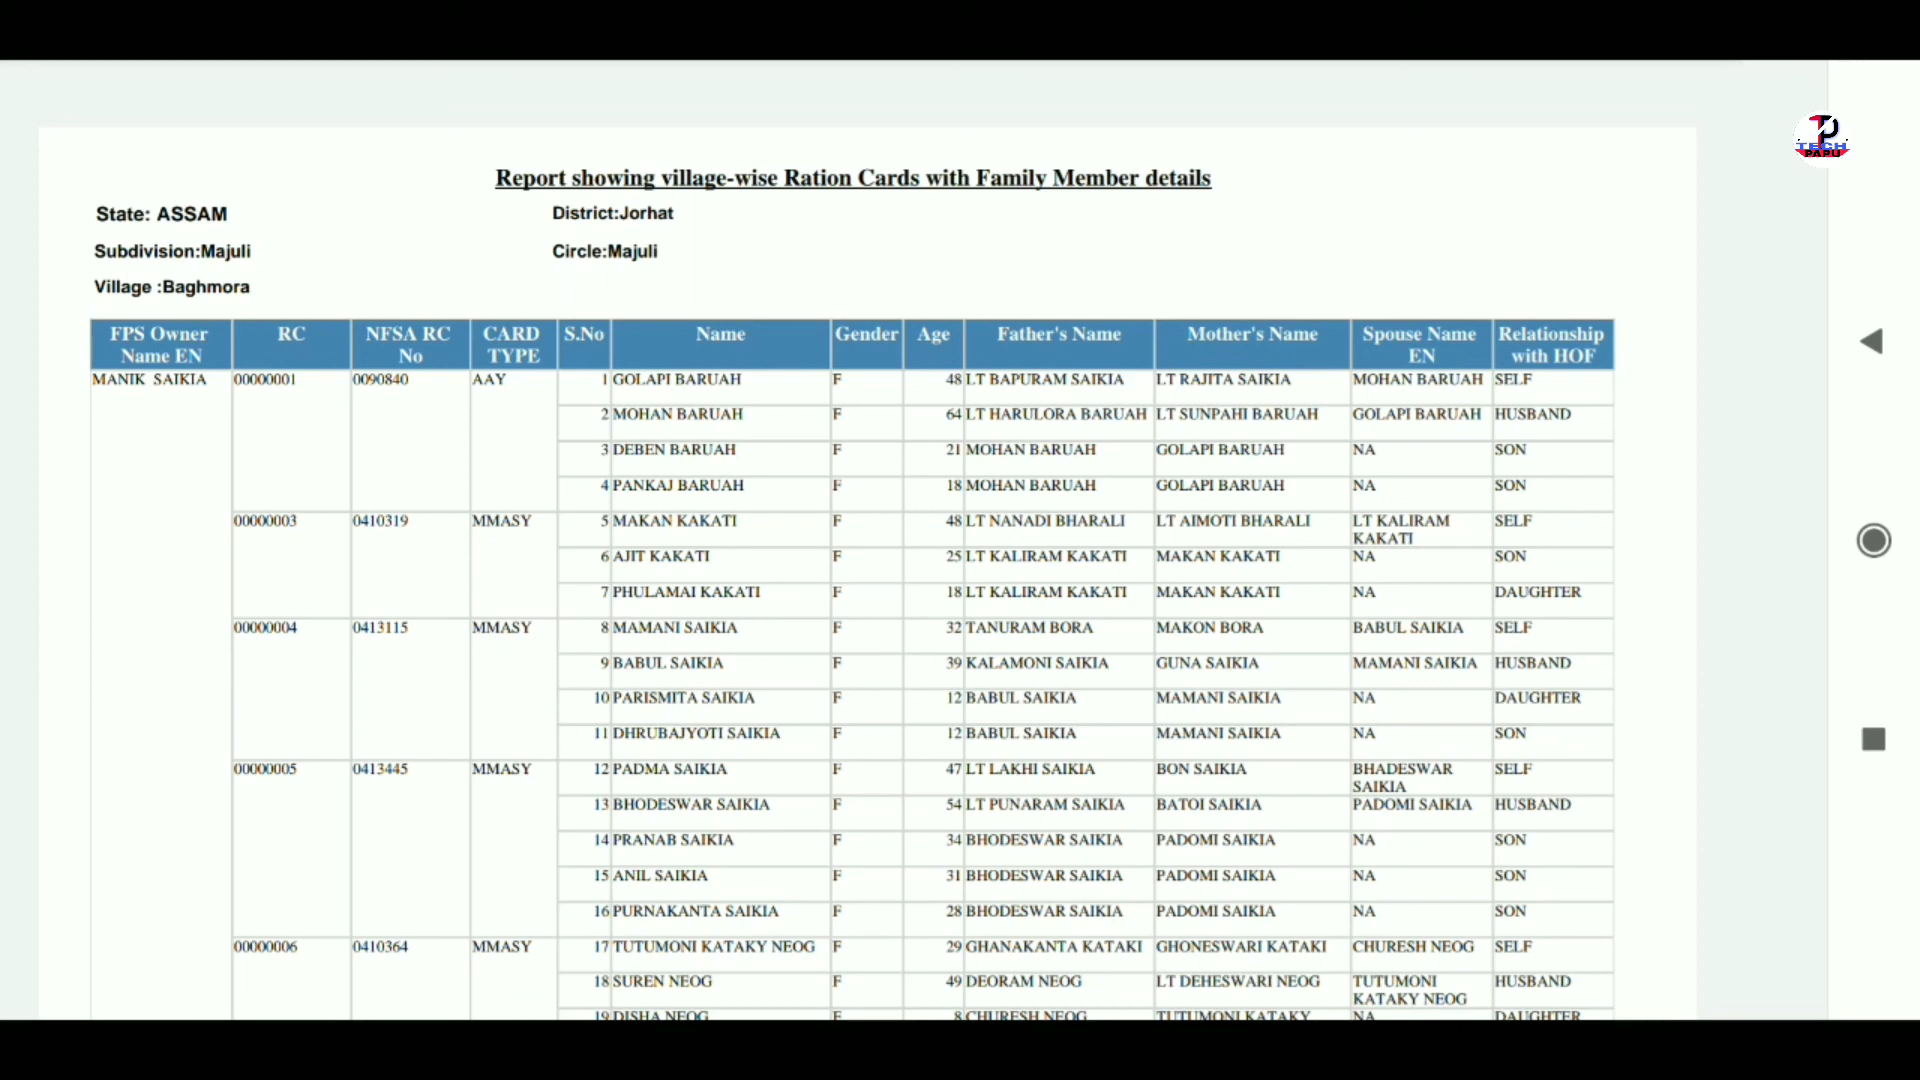 TECH
PAPU
Report showing village-wise Ration Cards with Family Member details
State: ASSAM District:Jorhat
Subdivision:Majuli Circle:Majuli
Village :Baghmora
FPS Owner Name EN RC NFSA RC No CARD TYPE S.No Name Gender Age Father's Name Mother's Name Spouse Name EN Relationship with HOF
MANIK SAIKIA 00000001 0090840 AAY 1 GOLAPI BARUAH F 48 LT BAPURAM SAIKIA LT RAJITA SAIKIA MOHAN BARUAH SELF
2 MOHAN BARUAH F 64 LT HARULORA BARUAH LT SUNPAHI BARUAH GOLAPI BARUAH HUSBAND
3 DEBEN BARUAH F 21 MOHAN BARUAH GOLAPI BARUAH NA SON
4 PANKAJ BARUAH F 18 MOHAN BARUAH GOLAPI BARUAH NA SON
00000003 0410319 MMASY 5 MAKAN KAKATI F 48 LT NANADI BHARALI LT AIMOTI BHARALI LT KALIRAM KAKATI SELF
6 AJIT KAKATI F 25 LT KALIRAM KAKATI MAKAN KAKATI NA SON
7 PHULAMAI KAKATI F 18 LT KALIRAM KAKATI MAKAN KAKATI NA DAUGHTER
00000004 0413115 MMASY 8 MAMANI SAIKIA F 32 TANURAM BORA MAKON BORA BABUL SAIKIA SELF
9 BABUL SAIKIA F 39 KALAMONI SAIKIA GUNA SAIKIA MAMANI SAIKIA HUSBAND
10 PARISMITA SAIKIA F 12 BABUL SAIKIA MAMANI SAIKIA NA DAUGHTER
11 DHRUBAJYOTI SAIKIA F 12 BABUL SAIKIA MAMANI SAIKIA NA SON
00000005 0413445 MMASY 12 PADMA SAIKIA F 47 LT LAKHI SAIKIA BON SAIKIA BHADESWAR SAIKIA SELF
13 BHODESWAR SAIKIA F 54 LT PUNARAM SAIKIA BATOI SAIKIA PADOMI SAIKIA HUSBAND
14 PRANAB SAIKIA F 34 BHODESWAR SAIKIA PADOMI SAIKIA NA SON
15 ANIL SAIKIA F 31 BHODESWAR SAIKIA PADOMI SAIKIA NA SON
16 PURNAKANTA SAIKIA F 28 BHODESWAR SAIKIA PADOMI SAIKIA NA SON
00000006 0410364 MMASY 17 TUTUMONI KATAKY NEOG F 29 GHANAKANTA KATAKI GHONESWARI KATAKI CHURESH NEOG SELF
18 SUREN NEOG F 49 DEORAM NEOG LT DEHESWARI NEOG TUTUMONI KATAKY NEOG HUSBAND
19 DISHA NEOG F 8 CHURESH NEOG TUTUMONI KATAKY NA DAUGHTER